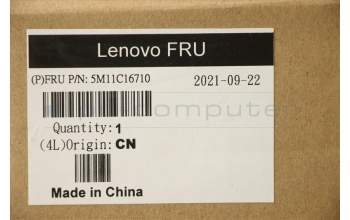 Lenovo FRU
(P)FRU P/N: 5M11C16710 2021-09-22
Quantity:1
(4L)Origin:CN
Made in China